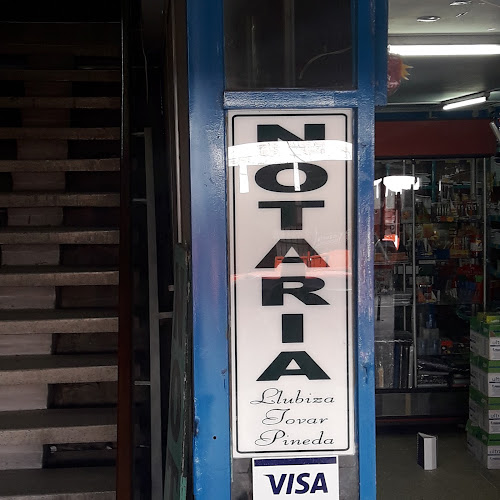 NOTARIA
Llubiza
Tovar
Pineda
VISA